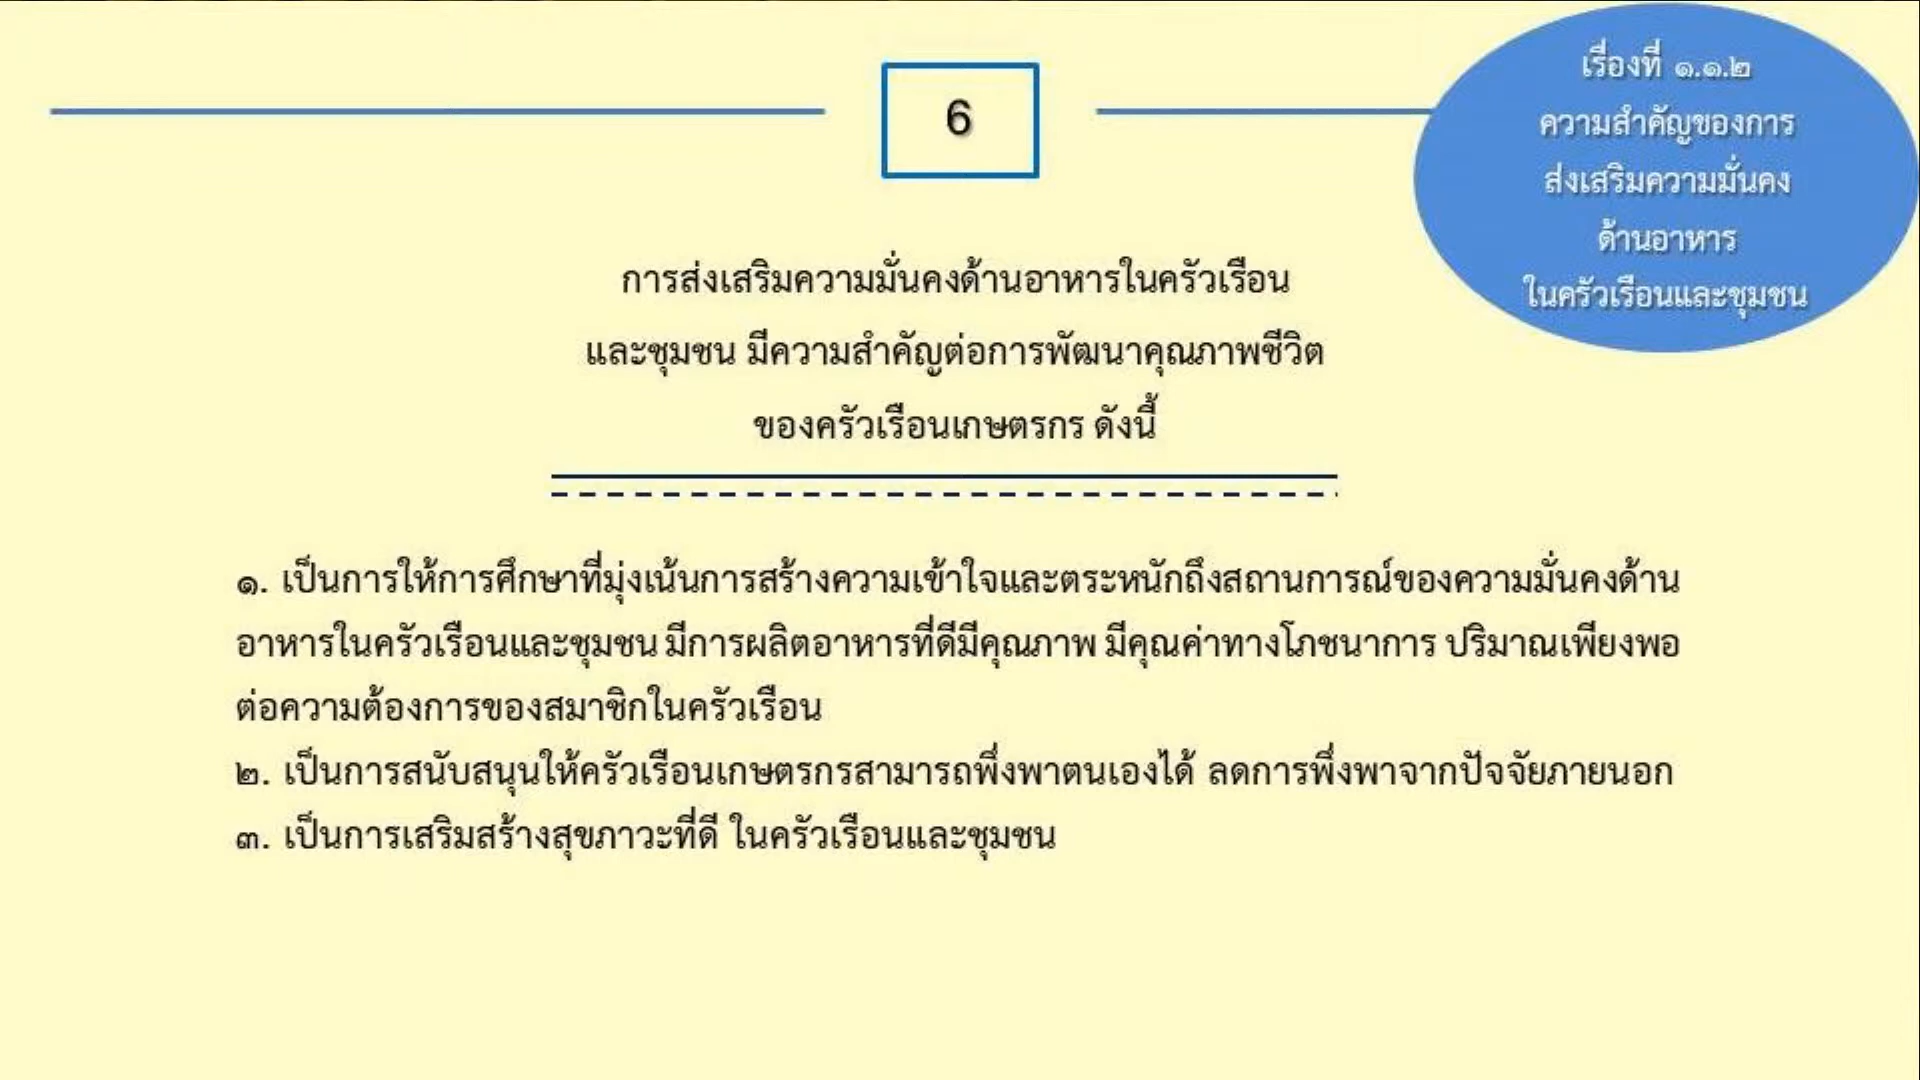 6
เรื่องที่ ๑.๑.๒
ความสำคัญของการ
ส่งเสริมความมั่นคง
ด้านอาหาร
ในครัวเรือนและชุมชน
การส่งเสริมความมั่นคงด้านอาหารในครัวเรือน
และชุมชน มีความสำคัญต่อการพัฒนาคุณภาพชีวิต
ของครัวเรือนเกษตรกร ดังนี้
๑. เป็นการให้การศึกษาที่มุ่งเน้นการสร้างความเข้าใจและตระหนักถึงสถานการณ์ของความมั่นคงด้าน
อาหารในครัวเรือนและชุมชน มีการผลิตอาหารที่ดีมีคุณภาพ มีคุณค่าทางโภชนาการ ปริมาณเพียงพอ
ต่อความต้องการของสมาชิกในครัวเรือน
๒. เป็นการสนับสนุนให้ครัวเรือนเกษตรกรสามารถพึ่งพาตนเองได้ ลดการพึ่งพาจากปัจจัยภายนอก
๓. เป็นการเสริมสร้างสุขภาวะที่ดี ในครัวเรือนและชุมชน